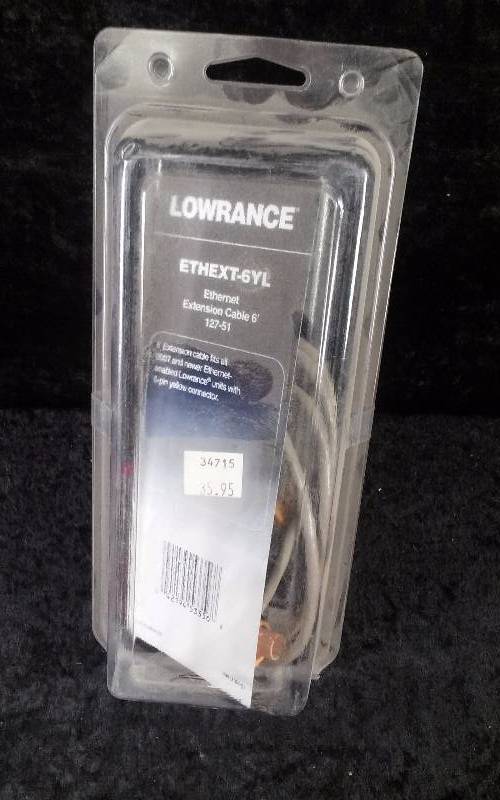 LOWRANCE
ETHEXT-6YL
Ethernet
Extension Cable 6'
127-51
6' Extension cable fits all
2007 and newer Ethernet-
enabled Lowrance® units with
5-pin yellow connector.
34715
35.95